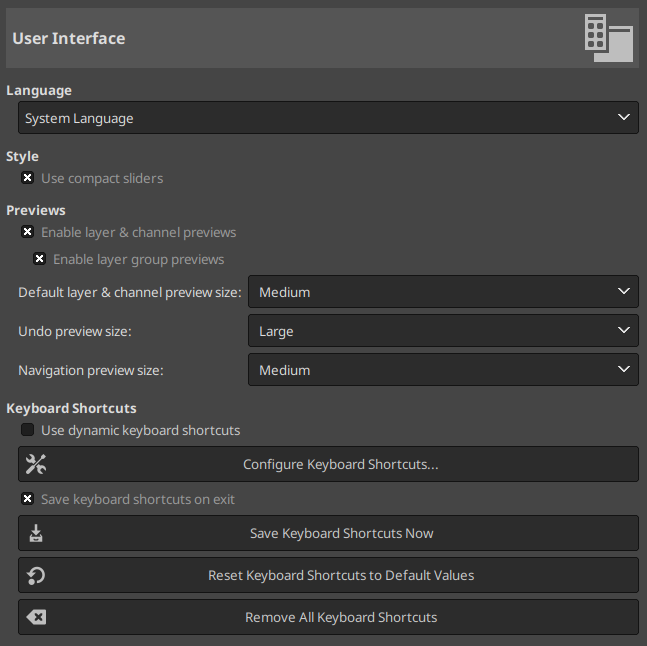 User Interface
Language
System Language
Style
Use compact sliders
Previews
Enable layer & channel previews
Enable layer group previews
Default layer & channel preview size: Medium
Undo preview size: Large
Navigation preview size: Medium
Keyboard Shortcuts
Use dynamic keyboard shortcuts
Configure Keyboard Shortcuts...
Save keyboard shortcuts on exit
Save Keyboard Shortcuts Now
Reset Keyboard Shortcuts to Default Values
Remove All Keyboard Shortcuts